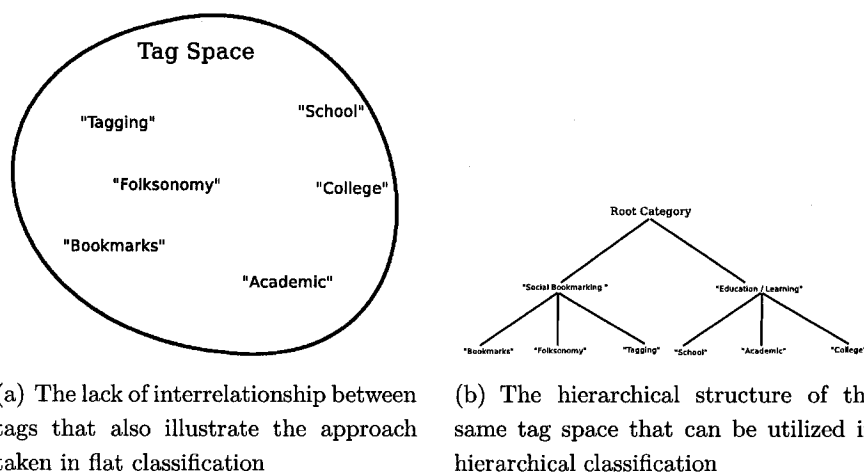 Tag Space
"School"
"Tagging"
"Folksonomy"
"College"
"Bookmarks"
"Academic"
Root Category
"Social Bookmarking "
"Education / Learning"
"Bookmarks" "Folksonomy" "Tagging" "School" "Academic" "College"
(a) The lack of interrelationship between
tags that also illustrate the approach
taken in flat classification
(b) The hierarchical structure of th
same tag space that can be utilized i
hierarchical classification